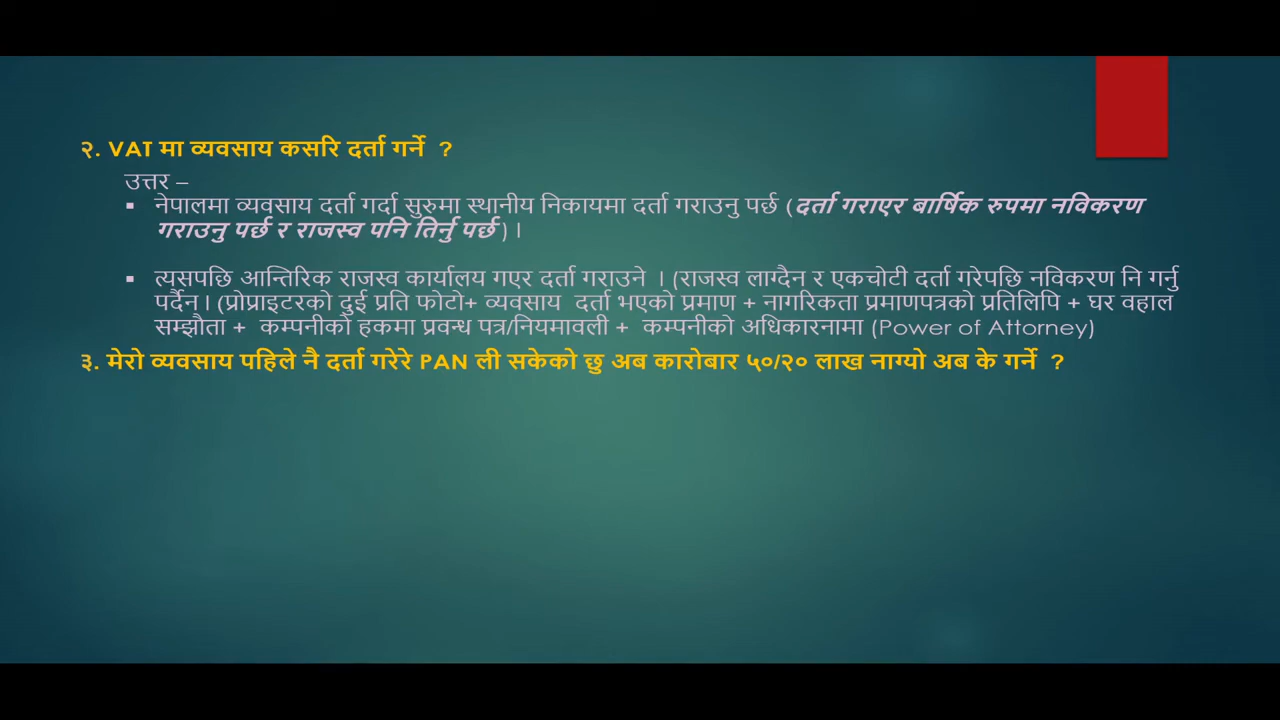 २. VAT मा व्यवसाय कसरि दर्ता गर्ने ?
उत्तर –
▪ नेपालमा व्यवसाय दर्ता गर्दा सुरुमा स्थानीय निकायमा दर्ता गराउनु पर्छ (दर्ता गराएर बार्षिक रुपमा नविकरण
गराउनु पर्छ र राजस्व पनि तिर्नु पर्छ) ।
▪ त्यसपछि आन्तिरिक राजस्व कार्यालय गएर दर्ता गराउने । (राजस्व लाग्दैन र एकचोटी दर्ता गरेपछि नविकरण नि गर्नु
पर्दैन। (प्रोप्राइटरको दुई प्रति फोटो+ व्यवसाय दर्ता भएको प्रमाण + नागरिकता प्रमाणपत्रको प्रतिलिपि + घर वहाल
सम्झौता + कम्पनीको हकमा प्रवन्ध पत्र/नियमावली + कम्पनीको अधिकारनामा (Power of Attorney)
३. मेरो व्यवसाय पहिले नै दर्ता गरेरे PAN ली सकेको छु अब कारोबार ५०/२० लाख नाग्यो अब के गर्ने ?